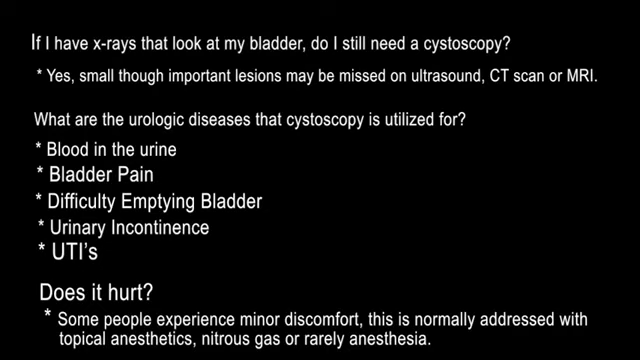 If I have x-rays that look at my bladder, do I still need a cystoscopy?
* Yes, small though important lesions may be missed on ultrasound, CT scan or MRI.
What are the urologic diseases that cystoscopy is utilized for?
* Blood in the urine
* Bladder Pain
* Difficulty Emptying Bladder
* Urinary Incontinence
* UTI's
Does it hurt?
* Some people experience minor discomfort, this is normally addressed with
topical anesthetics, nitrous gas or rarely anesthesia.